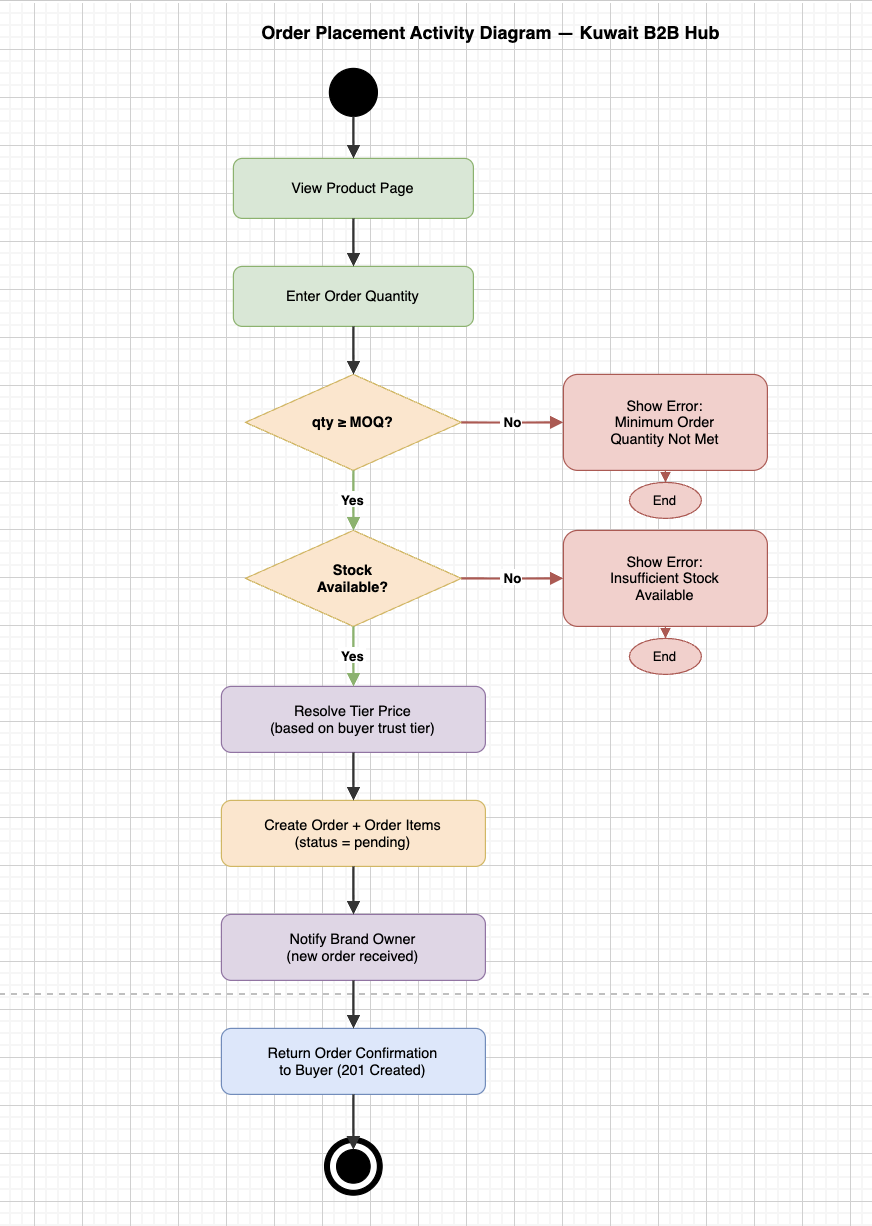 Order Placement Activity Diagram — Kuwait B2B Hub
View Product Page
Enter Order Quantity
qty ≥ MOQ?
No
Show Error:
Minimum Order
Quantity Not Met
End
Yes
Stock
Available?
No
Show Error:
Insufficient Stock
Available
End
Yes
Resolve Tier Price
(based on buyer trust tier)
Create Order + Order Items
(status = pending)
Notify Brand Owner
(new order received)
Return Order Confirmation
to Buyer (201 Created)